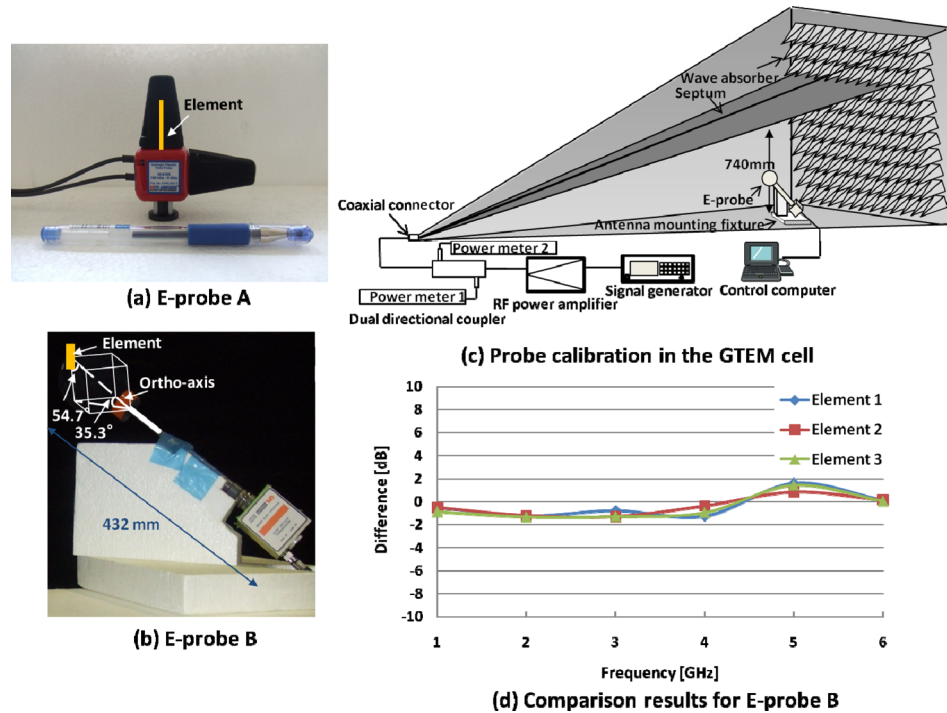 Element
(a) E-probe A
Element
Ortho-axis
54.7
35.3°
432 mm
(b) E-probe B
Wave absorber
Septum
740mm
E-probe
Coaxial connector
Antenna mounting fixture
Power meter 2
Power meter 1
RF power amplifier
Signal generator
Control computer
Dual directional coupler
(c) Probe calibration in the GTEM cell
Difference [dB]
10
8
6
4
2
0
-2
-4
-6
-8
-10
Element 1
Element 2
Element 3
1 2 3 4 5 6
Frequency [GHz]
(d) Comparison results for E-probe B